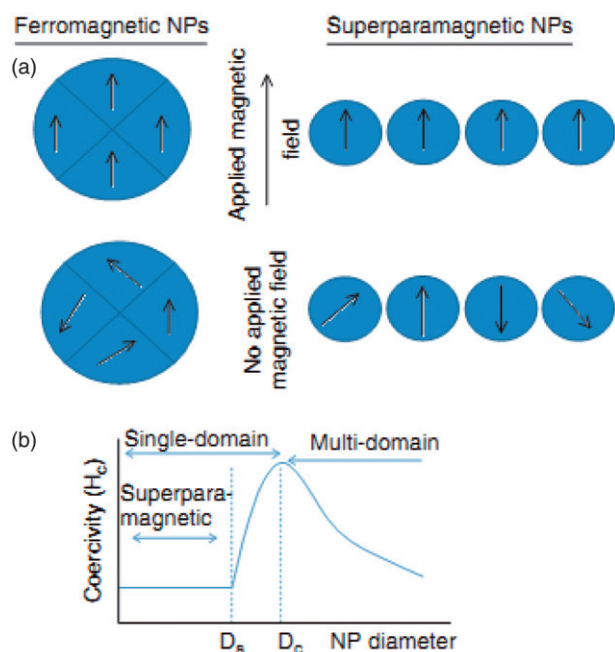 Ferromagnetic NPs
Superparamagnetic NPs
(a)
Applied magnetic
field
No applied
magnetic field
(b)
Single-domain
Multi-domain
Superpara-
magnetic
Coercivity (Hc)
Ds
Dc
NP diameter